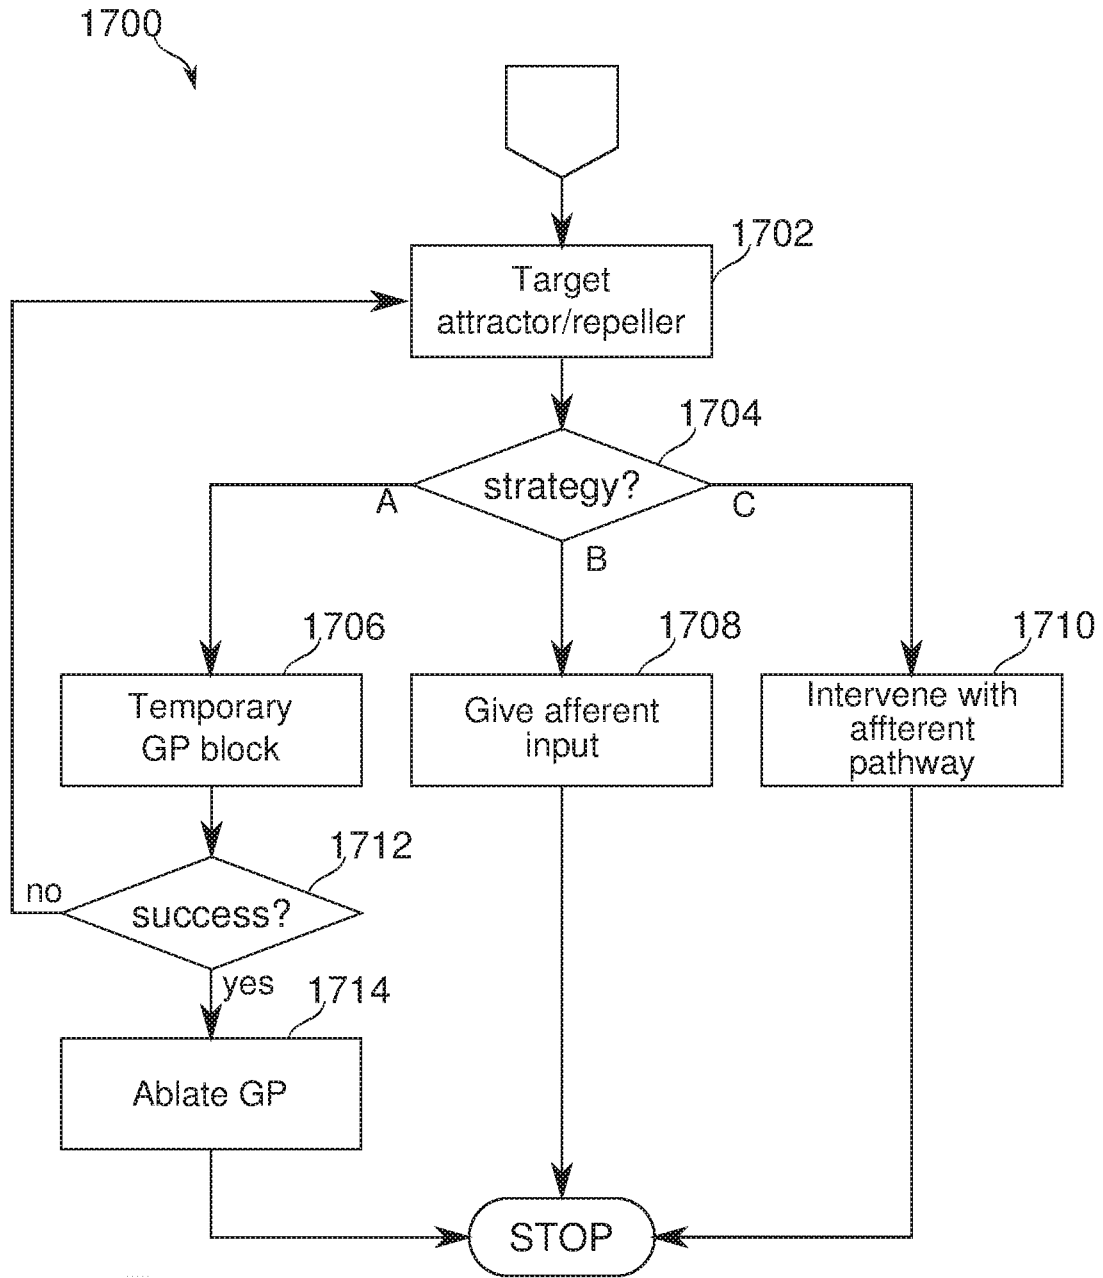 1700
1702
Target
attractor/repeller
1704
strategy?
A
C
B
1706
1708
1710
Temporary
GP block
Give afferent
input
Intervene with
affterent
pathway
1712
no
success?
yes
1714
Ablate GP
STOP